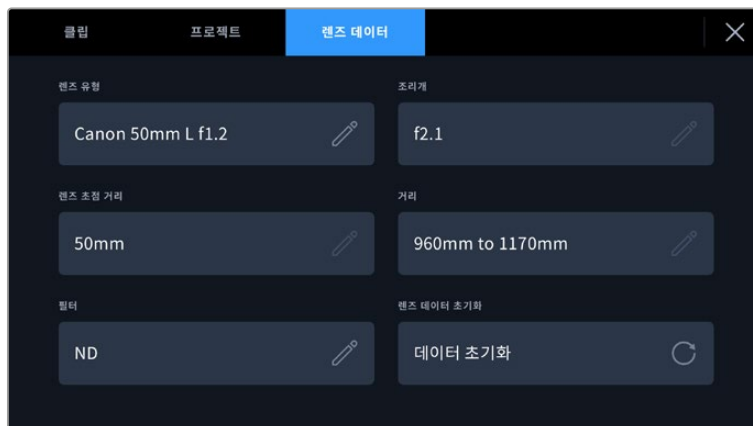 클립 프로젝트 렌즈 데이터
렌즈 유형 조리개
Canon 50mm L f1.2 f2.1
렌즈 초점 거리 거리
50mm 960mm to 1170mm
필터 렌즈 데이터 초기화
ND 데이터 초기화